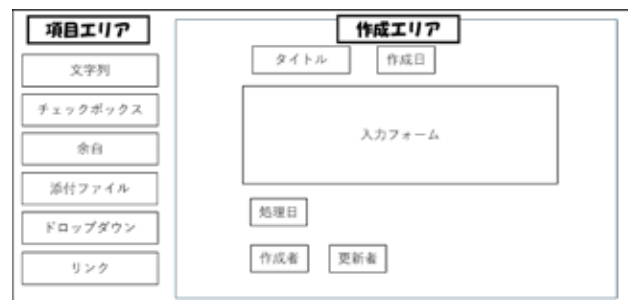 項目エリア
文字列
チェックボックス
余白
添付ファイル
ドロップダウン
リンク
作成エリア
タイトル
作成日
入力フォーム
処理日
作成者
更新者